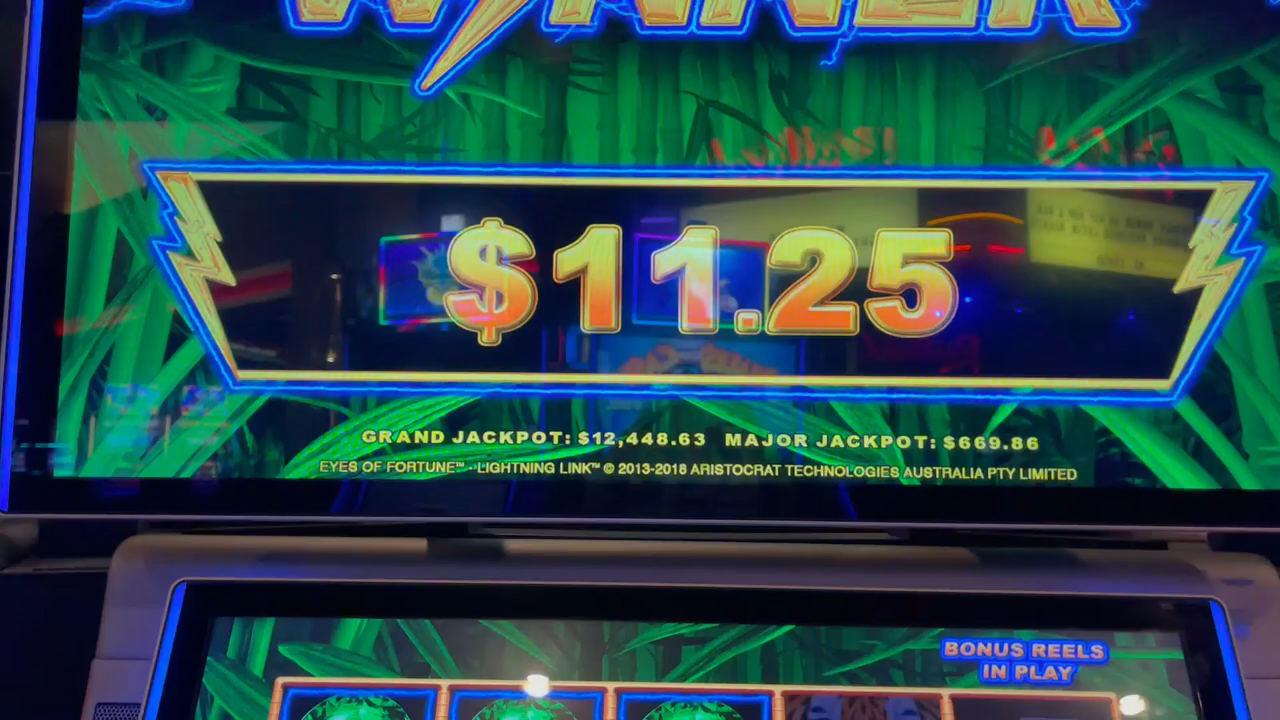 WINNER
$11.25
GRAND JACKPOT: $12,448.63 MAJOR JACKPOT: $669.86
EYES OF FORTUNE™ · LIGHTNING LINK™ © 2013-2018 ARISTOCRAT TECHNOLOGIES AUSTRALIA PTY LIMITED
BONUS REELS
IN PLAY